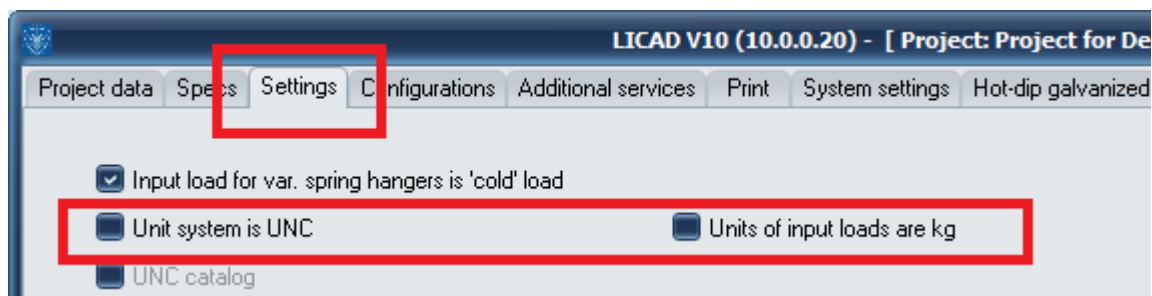 LICAD V10 (10.0.0.20) - [ Project: Project for De
Project data Specs Settings Configurations Additional services Print System settings Hot-dip galvanized
Input load for var. spring hangers is 'cold' load
Unit system is UNC Units of input loads are kg
UNC catalog